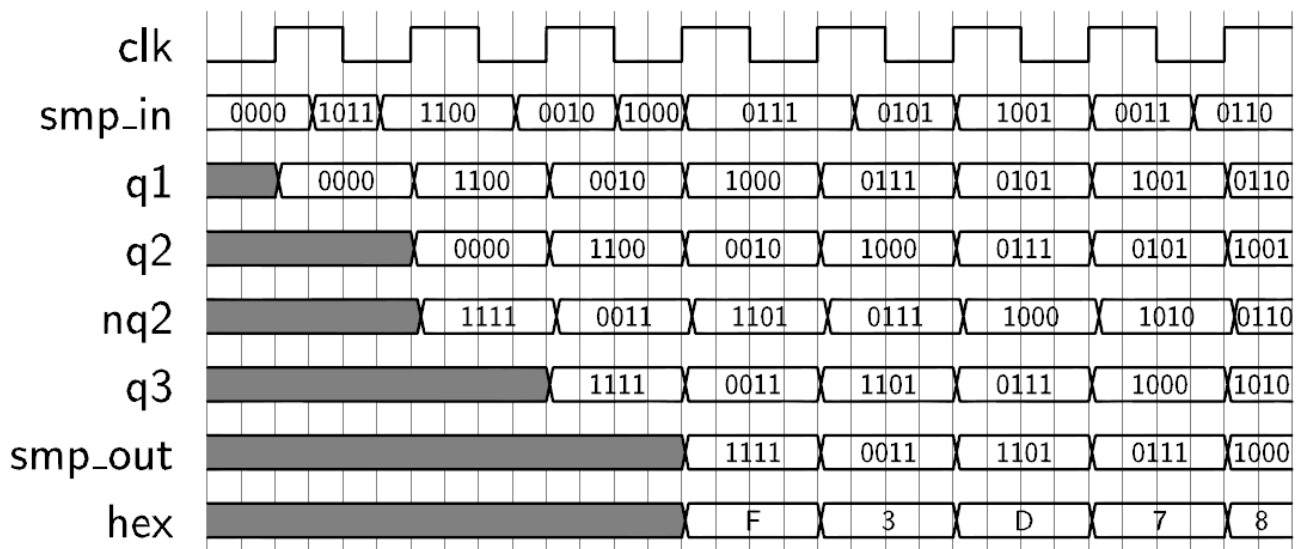 clk
smp_in 0000 1011 1100 0010 1000 0111 0101 1001 0011 0110
q1 0000 1100 0010 1000 0111 0101 1001 0110
q2 0000 1100 0010 1000 0111 0101 1001
nq2 1111 0011 1101 0111 1000 1010 0110
q3 1111 0011 1101 0111 1000 1010
smp_out 1111 0011 1101 0111 1000
hex F 3 D 7 8